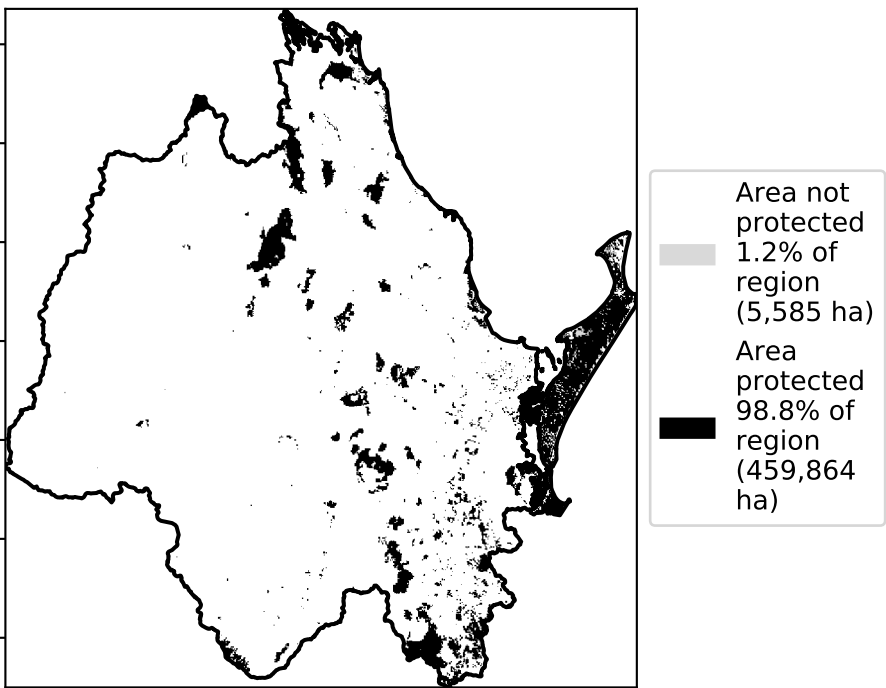 Area not
protected
1.2% of
region
(5,585 ha)
Area
protected
98.8% of
region
(459,864
ha)